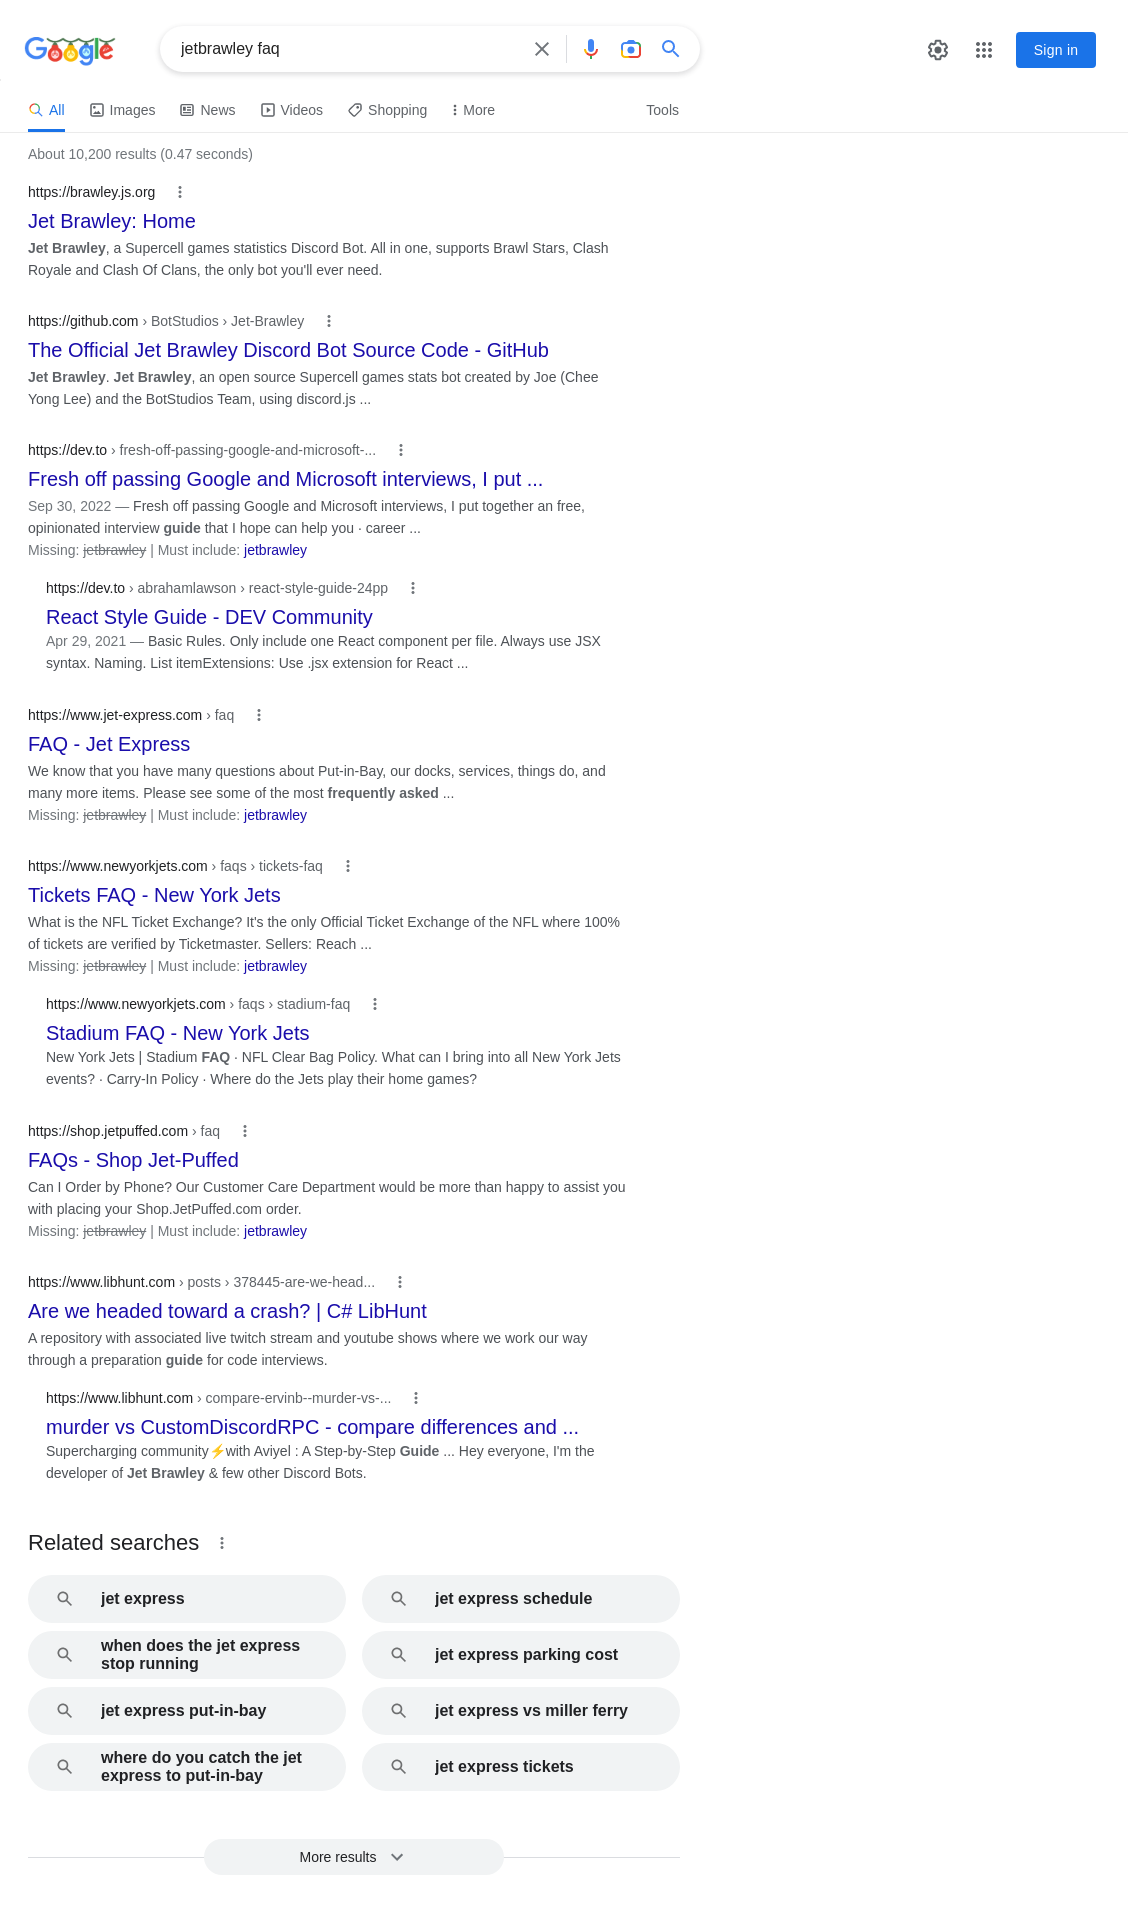 Google
jetbrawley faq
Sign in
All
Images
News
Videos
Shopping
More
Tools
About 10,200 results (0.47 seconds)
https://brawley.js.org
Jet Brawley: Home
Jet Brawley, a Supercell games statistics Discord Bot. All in one, supports Brawl Stars, Clash
Royale and Clash Of Clans, the only bot you'll ever need.
https://github.com › BotStudios › Jet-Brawley
The Official Jet Brawley Discord Bot Source Code - GitHub
Jet Brawley. Jet Brawley, an open source Supercell games stats bot created by Joe (Chee
Yong Lee) and the BotStudios Team, using discord.js ...
https://dev.to › fresh-off-passing-google-and-microsoft-...
Fresh off passing Google and Microsoft interviews, I put ...
Sep 30, 2022 — Fresh off passing Google and Microsoft interviews, I put together an free,
opinionated interview guide that I hope can help you · career ...
Missing: jetbrawley | Must include: jetbrawley
https://dev.to › abrahamlawson › react-style-guide-24pp
React Style Guide - DEV Community
Apr 29, 2021 — Basic Rules. Only include one React component per file. Always use JSX
syntax. Naming. List itemExtensions: Use .jsx extension for React ...
https://www.jet-express.com › faq
FAQ - Jet Express
We know that you have many questions about Put-in-Bay, our docks, services, things do, and
many more items. Please see some of the most frequently asked ...
Missing: jetbrawley | Must include: jetbrawley
https://www.newyorkjets.com › faqs › tickets-faq
Tickets FAQ - New York Jets
What is the NFL Ticket Exchange? It's the only Official Ticket Exchange of the NFL where 100%
of tickets are verified by Ticketmaster. Sellers: Reach ...
Missing: jetbrawley | Must include: jetbrawley
https://www.newyorkjets.com › faqs › stadium-faq
Stadium FAQ - New York Jets
New York Jets | Stadium FAQ · NFL Clear Bag Policy. What can I bring into all New York Jets
events? · Carry-In Policy · Where do the Jets play their home games?
https://shop.jetpuffed.com › faq
FAQs - Shop Jet-Puffed
Can I Order by Phone? Our Customer Care Department would be more than happy to assist you
with placing your Shop.JetPuffed.com order.
Missing: jetbrawley | Must include: jetbrawley
https://www.libhunt.com › posts › 378445-are-we-head...
Are we headed toward a crash? | C# LibHunt
A repository with associated live twitch stream and youtube shows where we work our way
through a preparation guide for code interviews.
https://www.libhunt.com › compare-ervinb--murder-vs-...
murder vs CustomDiscordRPC - compare differences and ...
Supercharging community⚡with Aviyel : A Step-by-Step Guide ... Hey everyone, I'm the
developer of Jet Brawley & few other Discord Bots.
Related searches
jet express
jet express schedule
when does the jet express
stop running
jet express parking cost
jet express put-in-bay
jet express vs miller ferry
where do you catch the jet
express to put-in-bay
jet express tickets
More results